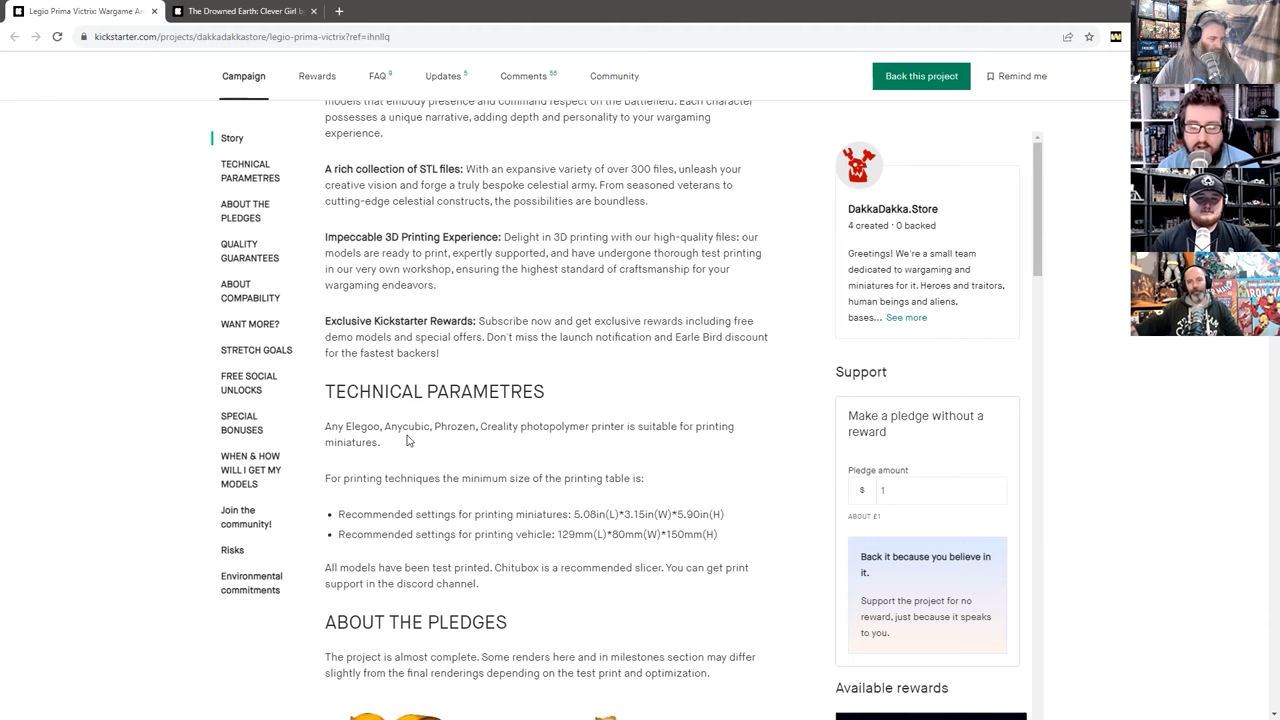 Legio Prima Victrix: Wargame Ar
The Drowned Earth: Clever Girl b
kickstarter.com/projects/dakkadakkastore/legio-prima-victrix?ref=ihnllq
Campaign
Rewards
FAQ 9
Updates 5
Comments
Community
Back this project
Remind me
Story
TECHNICAL
PARAMETRES
ABOUT THE
PLEDGES
QUALITY
GUARANTEES
ABOUT
COMPABILITY
WANT MORE?
STRETCH GOALS
FREE SOCIAL
UNLOCKS
SPECIAL
BONUSES
WHEN & HOW
WILL I GET MY
MODELS
Join the
community!
Risks
Environmental
commitments
models that embody presence and command respect on the battlefield. Each character
possesses a unique narrative, adding depth and personality to your wargaming
experience.
A rich collection of STL files: With an expansive variety of over 300 files, unleash your
creative vision and forge a truly bespoke celestial army. From seasoned veterans to
cutting-edge celestial constructs, the possibilities are boundless.
Impeccable 3D Printing Experience: Delight in 3D printing with our high-quality files: our
models are ready to print, expertly supported, and have undergone thorough test printing
in our very own workshop, ensuring the highest standard of craftsmanship for your
wargaming endeavors.
Exclusive Kickstarter Rewards: Subscribe now and get exclusive rewards including free
demo models and special offers. Don't miss the launch notification and Earle Bird discount
for the fastest backers!
TECHNICAL PARAMETRES
Any Elegoo, Anycubic, Phrozen, Creality photopolymer printer is suitable for printing
miniatures.
For printing techniques the minimum size of the printing table is:
• Recommended settings for printing miniatures: 5.08in(L)*3.15in(W)*5.90in(H)
• Recommended settings for printing vehicle: 129mm(L)*80mm(W)*150mm(H)
All models have been test printed. Chitubox is a recommended slicer. You can get print
support in the discord channel.
ABOUT THE PLEDGES
The project is almost complete. Some renders here and in milestones section may differ
slightly from the final renderings depending on the test print and optimization.
DakkaDakka.Store
4 created · 0 backed
Greetings! We're a small team
dedicated to wargaming and
miniatures for it. Heroes and traitors,
human beings and aliens,
bases... See more
Support
Make a pledge without a
reward
Pledge amount
$ 1
ABOUT £1
Back it because you believe in
it.
Support the project for no
reward, just because it speaks
to you.
Available rewards